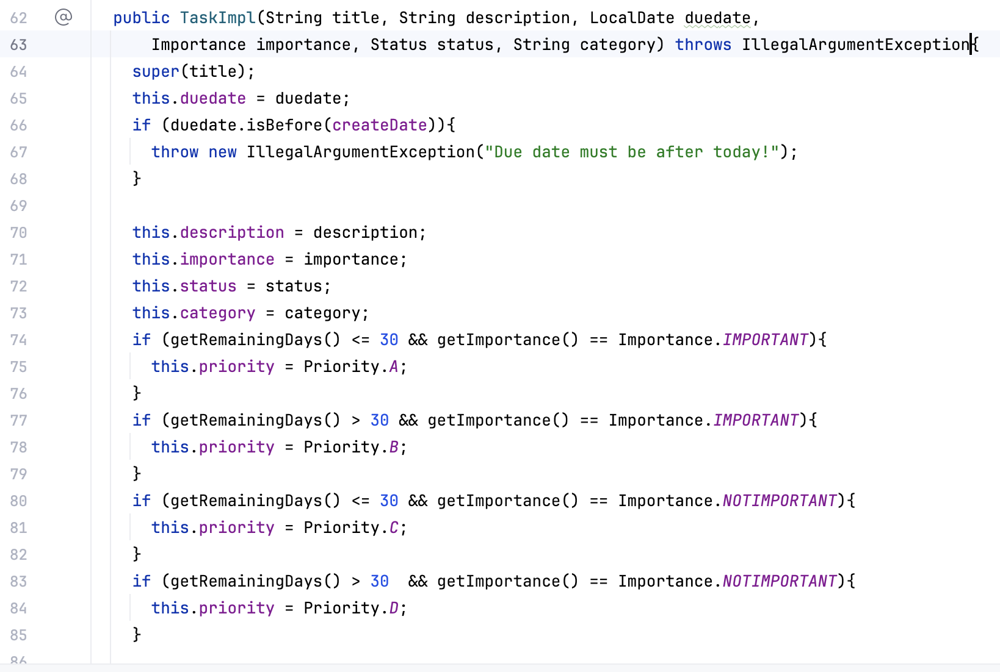 62 @ public TaskImpl(String title, String description, LocalDate duedate,
63 Importance importance, Status status, String category) throws IllegalArgumentException{
64 super(title);
65 this.duedate = duedate;
66 if (duedate.isBefore(createDate)){
67 throw new IllegalArgumentException("Due date must be after today!");
68 }
69
70 this.description = description;
71 this.importance = importance;
72 this.status = status;
73 this.category = category;
74 if (getRemainingDays() <= 30 && getImportance() == Importance.IMPORTANT){
75 this.priority = Priority.A;
76 }
77 if (getRemainingDays() > 30 && getImportance() == Importance.IMPORTANT){
78 this.priority = Priority.B;
79 }
80 if (getRemainingDays() <= 30 && getImportance() == Importance.NOTIMPORTANT){
81 this.priority = Priority.C;
82 }
83 if (getRemainingDays() > 30  && getImportance() == Importance.NOTIMPORTANT){
84 this.priority = Priority.D;
85 }
86